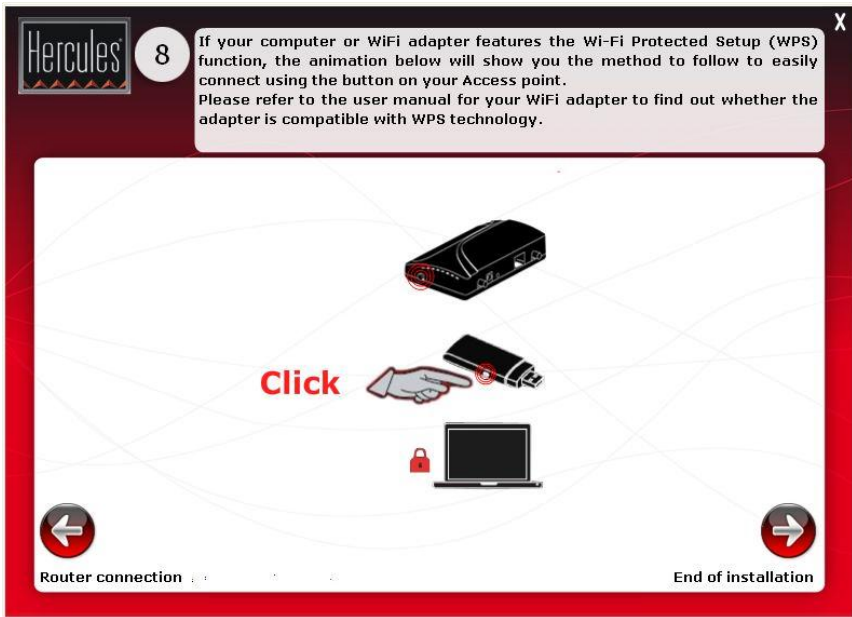 X
Hercules
8
If your computer or WiFi adapter features the Wi-Fi Protected Setup (WPS)
function, the animation below will show you the method to follow to easily
connect using the button on your Access point.
Please refer to the user manual for your WiFi adapter to find out whether the
adapter is compatible with WPS technology.
Click
Router connection
End of installation